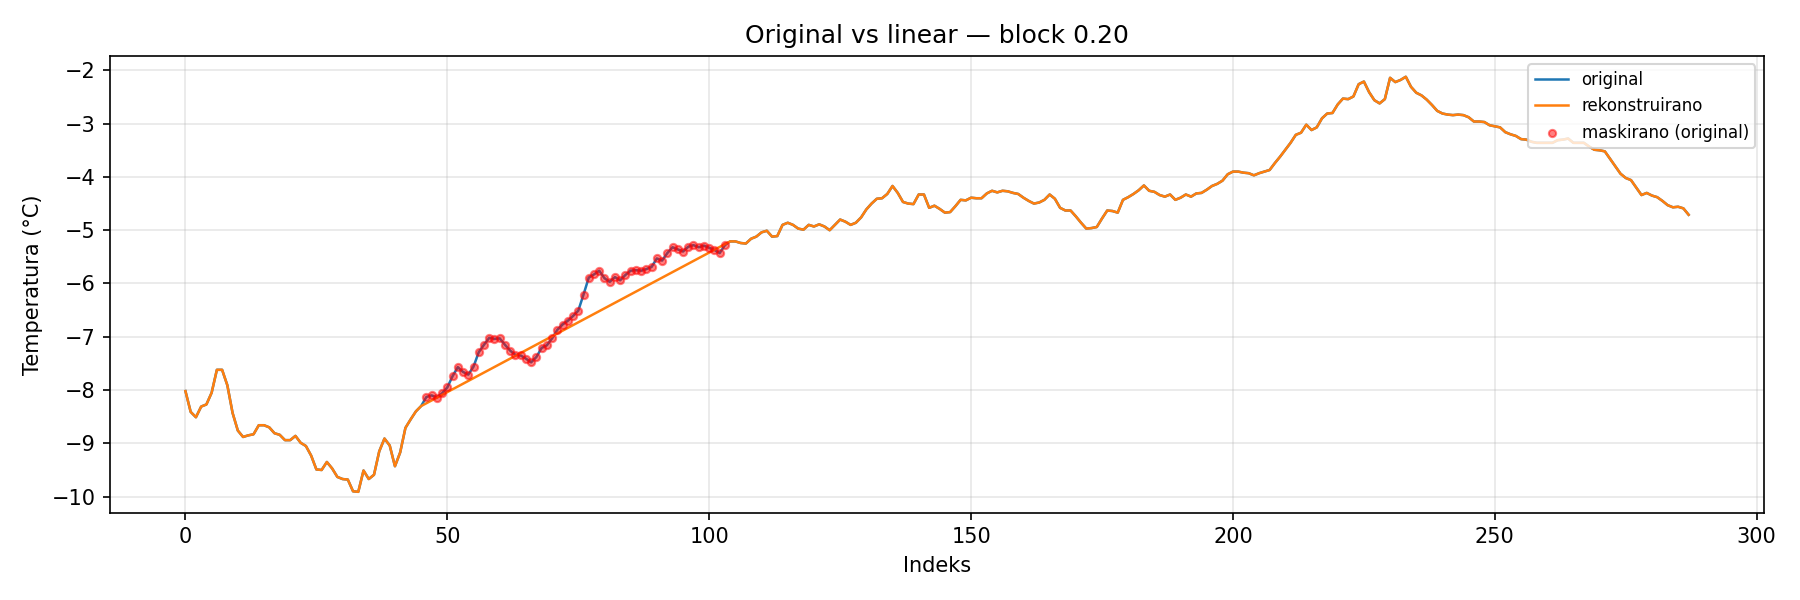 Original vs linear — block 0.20
−2
−3
−4
−5
−6
−7
−8
−9
−10
Temperatura (°C)
original
rekonstruirano
maskirano (original)
0
50
100
150
200
250
300
Indeks